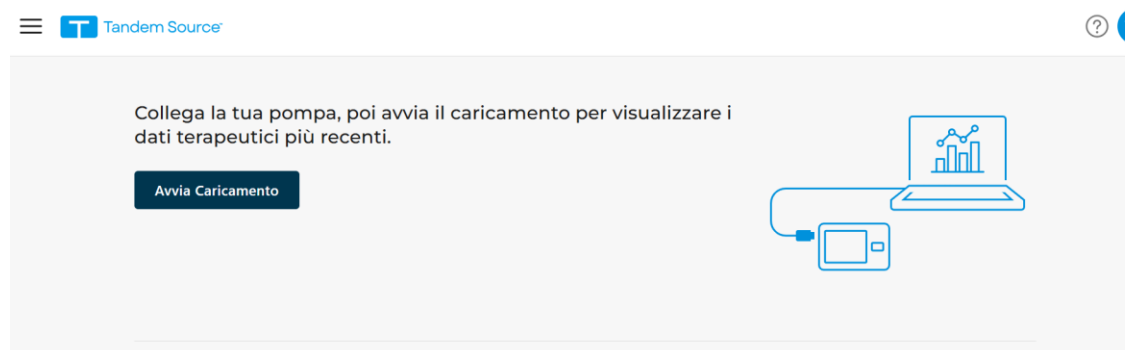 Tandem Source
Collega la tua pompa, poi avvia il caricamento per visualizzare i
dati terapeutici più recenti.
Avvia Caricamento